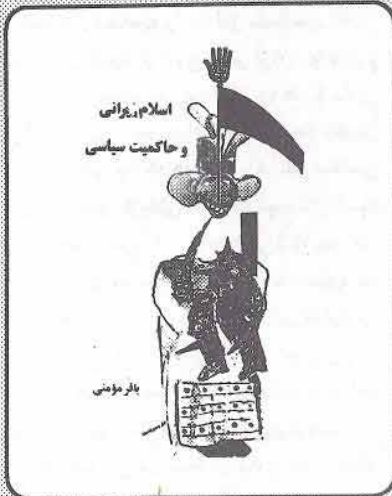 اسلام ایرانی
و حاکمیت سیاسی
باقر مؤمنی